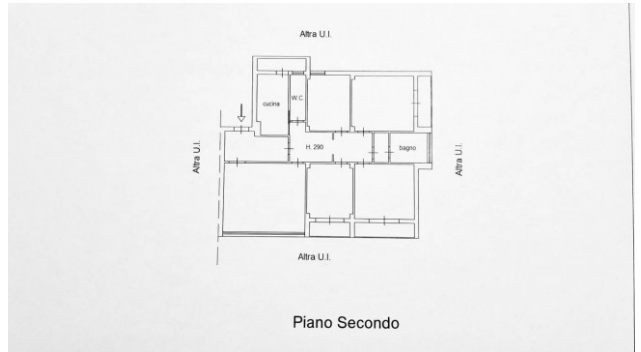 Altra U.I.
cucina
W.C.
Altra U.I.
H. 290
bagno
Altra U.I.
Altra U.I.
Piano Secondo